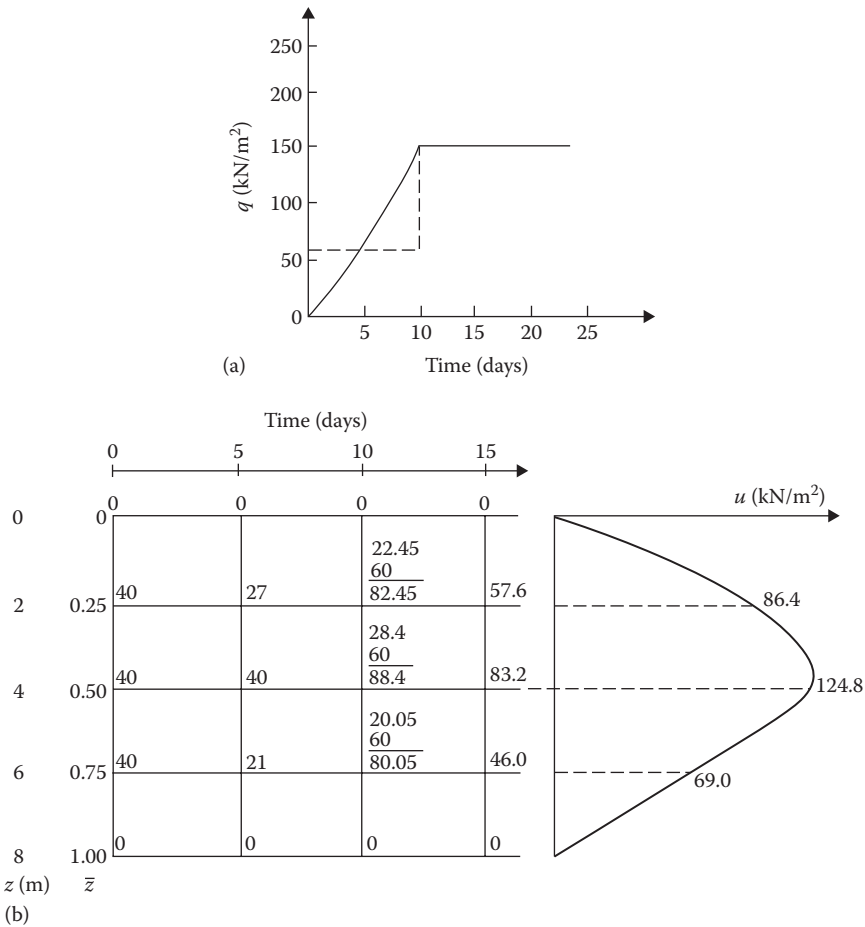 250
200
150
100
50
0
q (kN/m²)
5 10 15 20 25
(a) Time (days)
Time (days)
0 5 10 15
0 0 0 0 0 0
u (kN/m²)
22.45
60
2 0.25 40 27 82.45 57.6 86.4
28.4
60
4 0.50 40 40 88.4 83.2 124.8
20.05
60
6 0.75 40 21 80.05 46.0 69.0
8 1.00 0 0 0 0
z (m) z̅
(b)